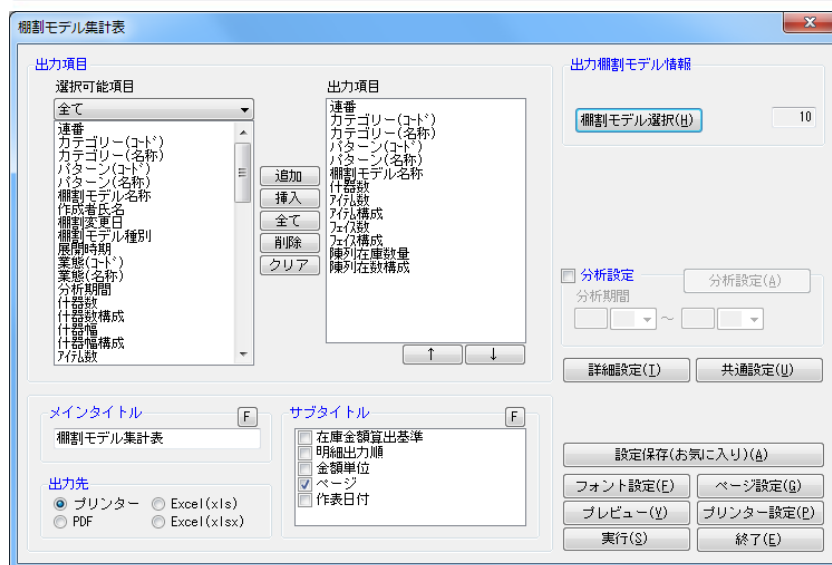 棚割モデル集計表
出力項目
選択可能項目
全て
連番
カテゴリー(コード)
カテゴリー(名称)
パターン(コード)
パターン(名称)
棚割モデル名称
作成者氏名
棚割変更日
棚割モデル種別
展開時期
業態(コード)
業態(名称)
分析期間
什器数
什器数構成
什器幅
什器幅構成
アイテム数
追加
挿入
全て
削除
クリア
出力項目
連番
カテゴリー(コード)
カテゴリー(名称)
パターン(コード)
パターン(名称)
棚割モデル名称
什器数
アイテム数
アイテム構成
フェイス数
フェイス構成
陳列在庫数量
陳列在数構成
↑ ↓
出力棚割モデル情報
棚割モデル選択(H) 10
分析設定 分析設定(A)
分析期間
～
詳細設定(T) 共通設定(U)
メインタイトル F
棚割モデル集計表
出力先
プリンター Excel(xls)
PDF Excel(xlsx)
サブタイトル F
在庫金額算出基準
明細出力順
金額単位
ページ
作表日付
設定保存(お気に入り)(A)
フォント設定(F) ページ設定(G)
プレビュー(V) プリンター設定(P)
実行(S) 終了(E)